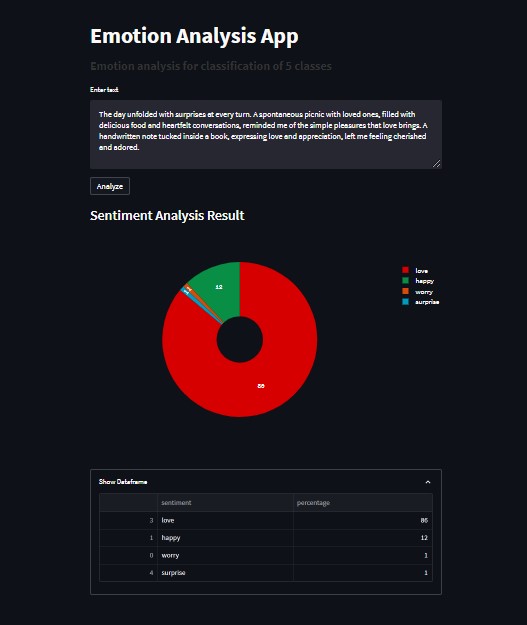 Emotion Analysis App
Emotion analysis for classification of 5 classes
Enter text
The day unfolded with surprises at every turn. A spontaneous picnic with loved ones, filled with
delicious food and heartfelt conversations, reminded me of the simple pleasures that love brings. A
handwritten note tucked inside a book, expressing love and appreciation, left me feeling cherished
and adored.
Analyze
Sentiment Analysis Result
love
happy
worry
surprise
12
1
1
86
Show Dataframe
sentiment percentage
3 love 86
1 happy 12
0 worry 1
4 surprise 1